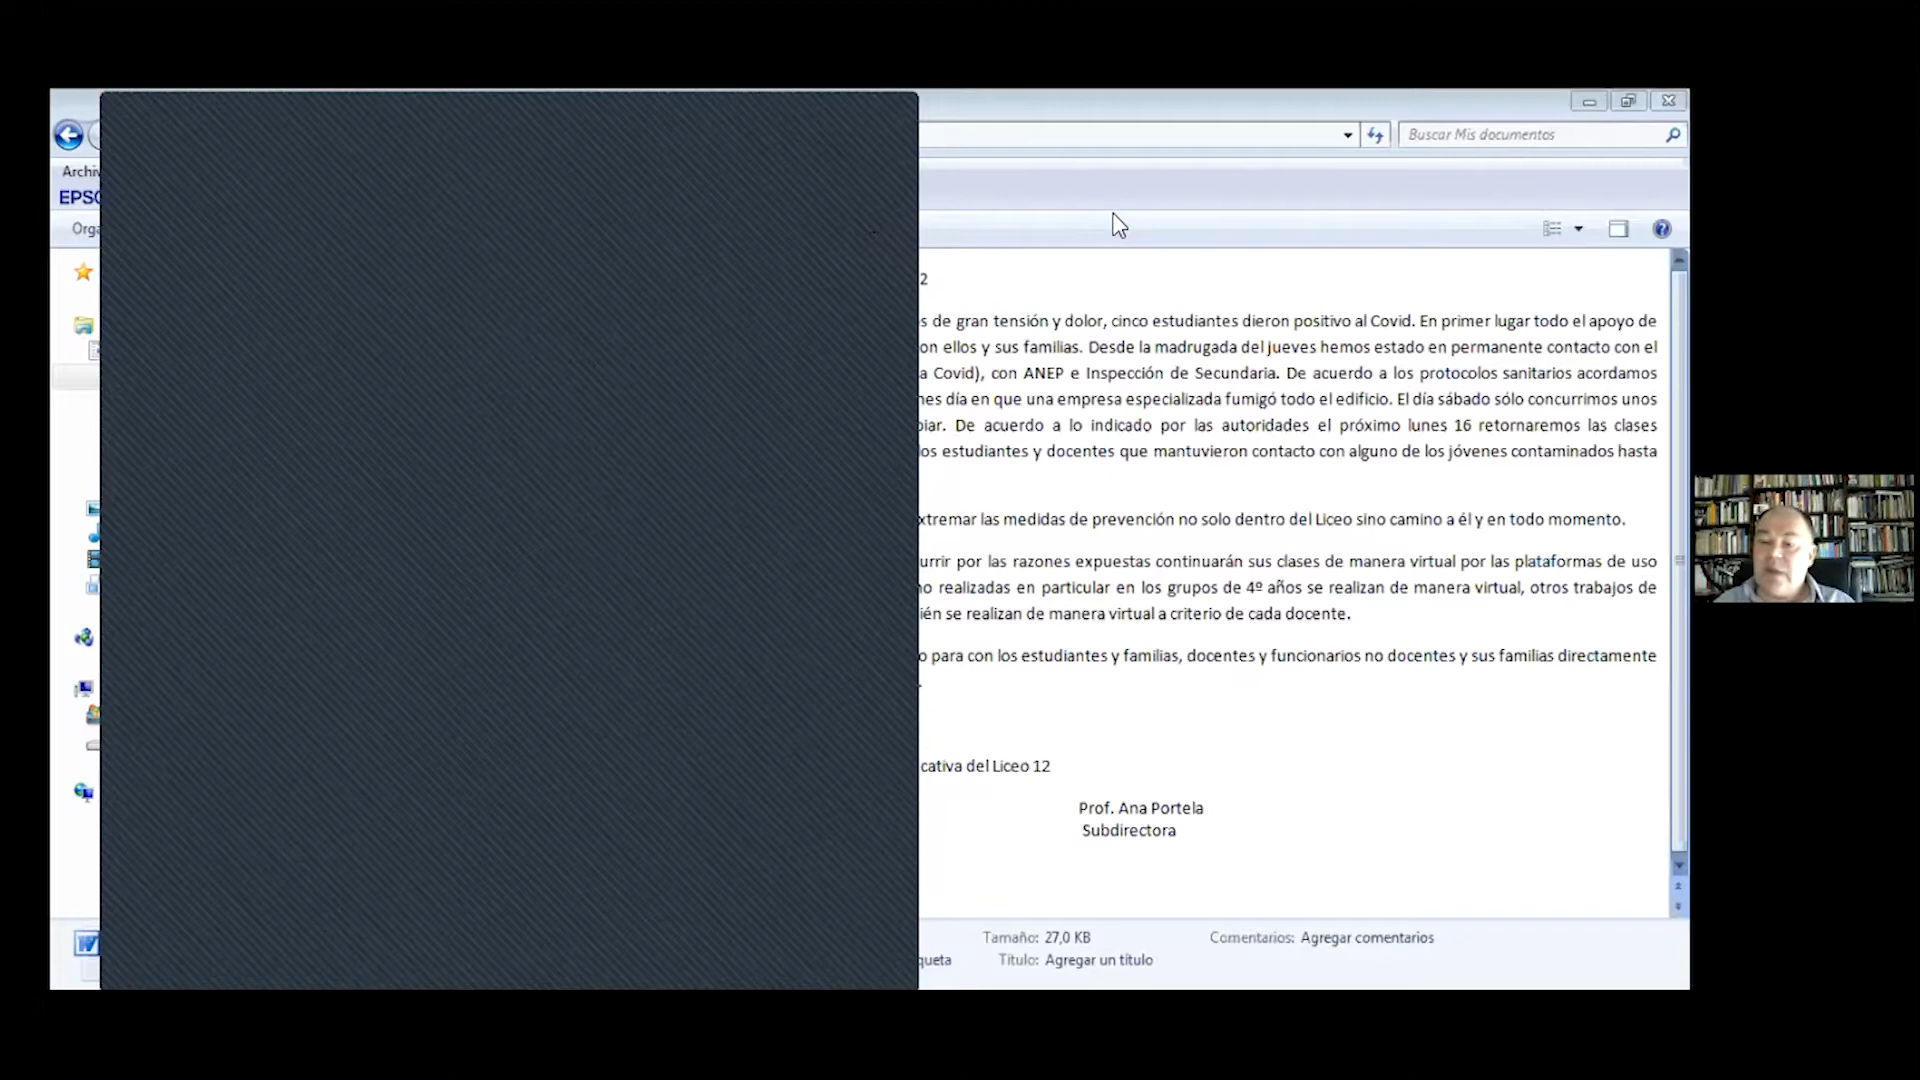 Buscar Mis documentos
Archi
EPSO
Orga
2
s de gran tensión y dolor, cinco estudiantes dieron positivo al Covid. En primer lugar todo el apoyo de
on ellos y sus familias. Desde la madrugada del jueves hemos estado en permanente contacto con el
a Covid), con ANEP e Inspección de Secundaria. De acuerdo a los protocolos sanitarios acordamos
nes día en que una empresa especializada fumigó todo el edificio. El día sábado sólo concurrimos unos
piar. De acuerdo a lo indicado por las autoridades el próximo lunes 16 retornaremos las clases
los estudiantes y docentes que mantuvieron contacto con alguno de los jóvenes contaminados hasta
xtremar las medidas de prevención no solo dentro del Liceo sino camino a él y en todo momento.
urrir por las razones expuestas continuarán sus clases de manera virtual por las plataformas de uso
no realizadas en particular en los grupos de 4º años se realizan de manera virtual, otros trabajos de
ién se realizan de manera virtual a criterio de cada docente.
o para con los estudiantes y familias, docentes y funcionarios no docentes y sus familias directamente
.
cativa del Liceo 12
Prof. Ana Portela
Subdirectora
Tamaño: 27,0 KB Comentarios: Agregar comentarios
queta Título: Agregar un título